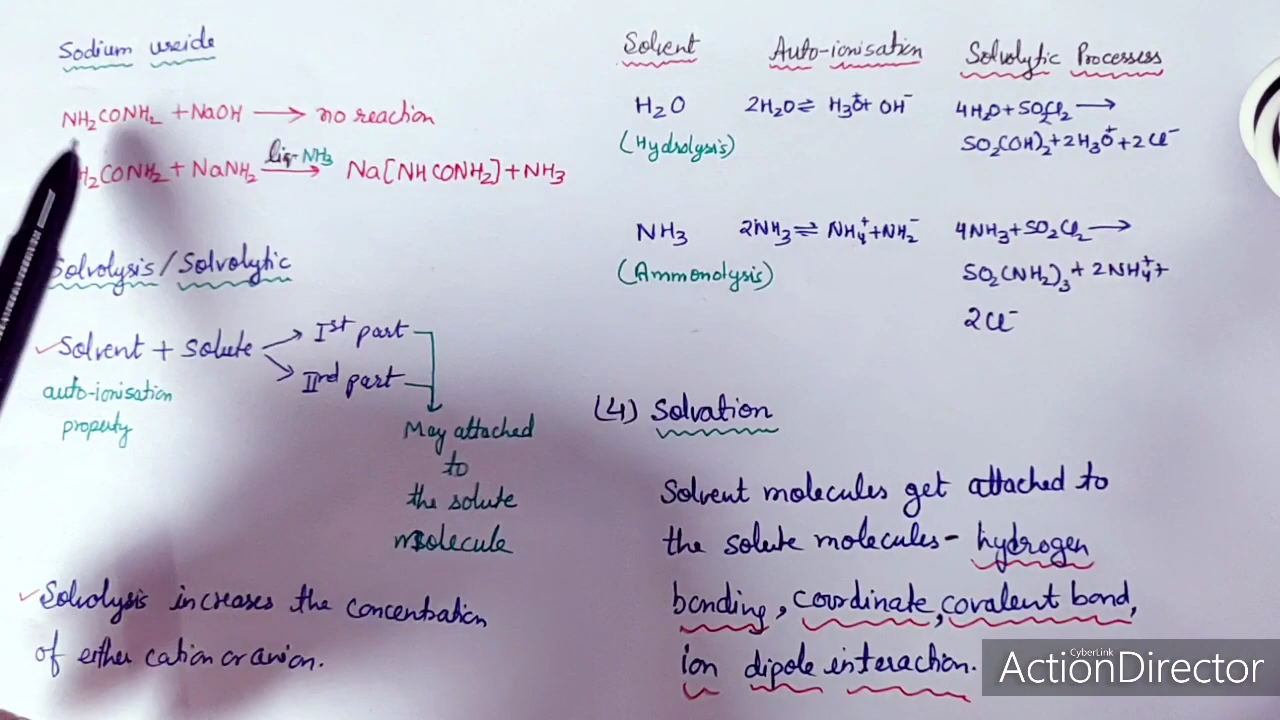 Sodium ureide
NH₂CONH₂ + NaOH ⟶ no reaction
H₂CONH₂ + NaNH₂ ⟶ Na[NHCONH₂] + NH₃
liq. NH₃
Solvolysis / Solvolytic
✓ Solvent + Solute
Ist part
IInd part
auto-ionisation
property
May attached
to
the solute
molecule
✓ Solvolysis increases the concentration
of either cation or anion.
Solvent Auto-ionisation Solvolytic Processess
H₂O 2H₂O ⇌ H₃O⁺ + OH⁻ 4H₂O + SO₂Cl₂ ⟶
(Hydrolysis) SO₂(OH)₂ + 2H₃O⁺ + 2Cl⁻
NH₃ 2NH₃ ⇌ NH₄⁺ + NH₂⁻ 4NH₃ + SO₂Cl₂ ⟶
(Ammonolysis) SO₂(NH₂)₃ + 2NH₄⁺ +
2Cl⁻
(4) Solvation
Solvent molecules get attached to
the solute molecules - hydrogen
bonding, coordinate, covalent bond,
ion dipole interaction.
CyberLink
ActionDirector